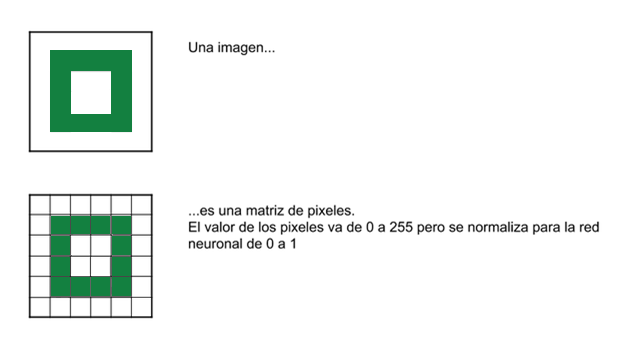 Una imagen...
...es una matriz de pixeles.
El valor de los pixeles va de 0 a 255 pero se normaliza para la red
neuronal de 0 a 1